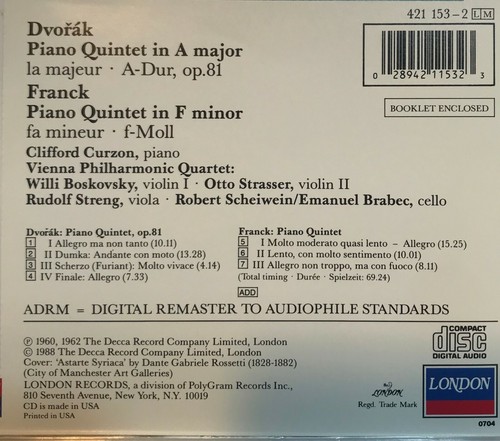 421 153-2 LM
Dvořák
Piano Quintet in A major
la majeur · A-Dur, op.81
Franck
Piano Quintet in F minor
fa mineur · f-Moll
0 28942 11532 3
BOOKLET ENCLOSED
Clifford Curzon, piano
Vienna Philharmonic Quartet:
Willi Boskovsky, violin I · Otto Strasser, violin II
Rudolf Streng, viola · Robert Scheiwein/Emanuel Brabec, cello
Dvořák: Piano Quintet, op.81
1 I Allegro ma non tanto (10.11)
2 II Dumka: Andante con moto (13.28)
3 III Scherzo (Furiant): Molto vivace (4.14)
4 IV Finale: Allegro (7.33)
Franck: Piano Quintet
5 I Molto moderato quasi lento – Allegro (15.25)
6 II Lento, con molto sentimento (10.01)
7 III Allegro non troppo, ma con fuoco (8.11)
(Total timing · Durée · Spielzeit: 69.24)
ADD
ADRM = DIGITAL REMASTER TO AUDIOPHILE STANDARDS
℗ 1960, 1962 The Decca Record Company Limited, London
© 1988 The Decca Record Company Limited, London
Cover: 'Astarte Syriaca' by Dante Gabriele Rossetti (1828-1882)
(City of Manchester Art Galleries)
LONDON RECORDS, a division of PolyGram Records Inc.,
810 Seventh Avenue, New York, N.Y. 10019
CD is made in USA
Printed in USA
LONDON
Regd. Trade Mark
COMPACT
disc
DIGITAL AUDIO
LONDON
0704